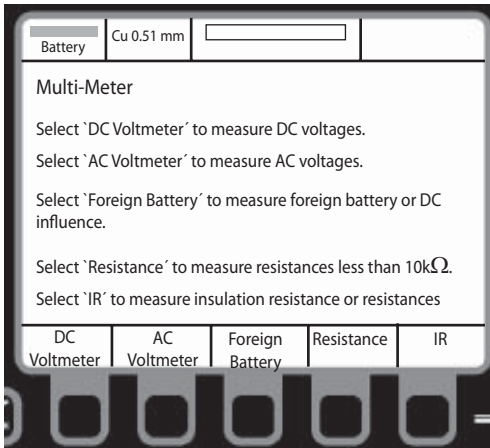 Battery
Cu 0.51 mm
Multi-Meter
Select `DC Voltmeter´ to measure DC voltages.
Select `AC Voltmeter´ to measure AC voltages.
Select `Foreign Battery´ to measure foreign battery or DC
influence.
Select `Resistance´ to measure resistances less than 10kΩ.
Select `IR´ to measure insulation resistance or resistances
DC
Voltmeter
AC
Voltmeter
Foreign
Battery
Resistance
IR